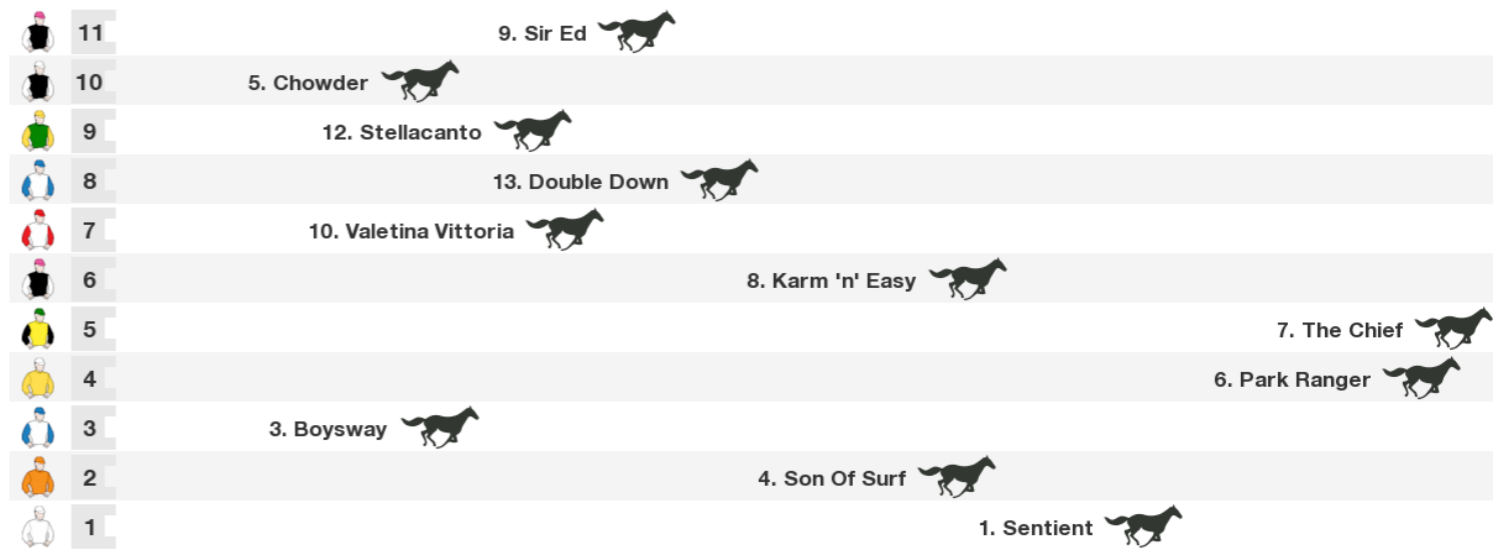 11 9. Sir Ed
10 5. Chowder
9 12. Stellacanto
8 13. Double Down
7 10. Valetina Vittoria
6 8. Karm 'n' Easy
5 7. The Chief
4 6. Park Ranger
3 3. Boysway
2 4. Son Of Surf
1 1. Sentient